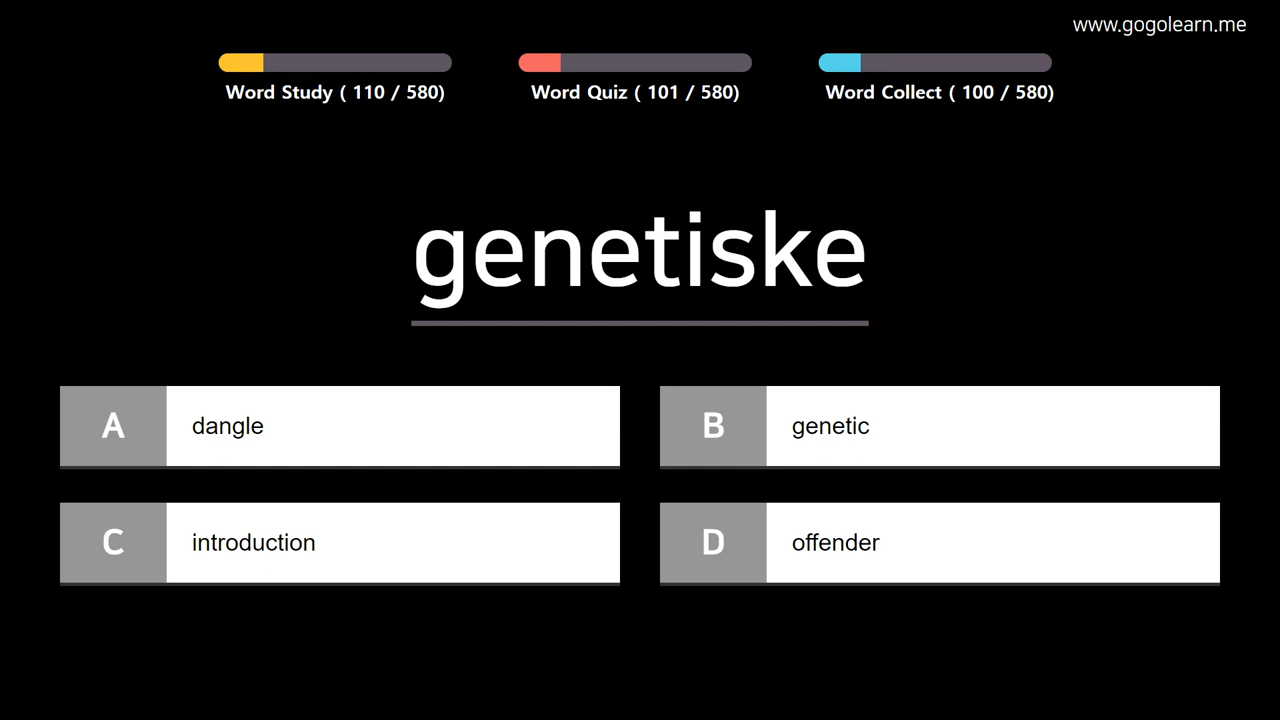 www.gogolearn.me
Word Study ( 110 / 580)
Word Quiz ( 101 / 580)
Word Collect ( 100 / 580)
genetiske
A
dangle
B
genetic
C
introduction
D
offender